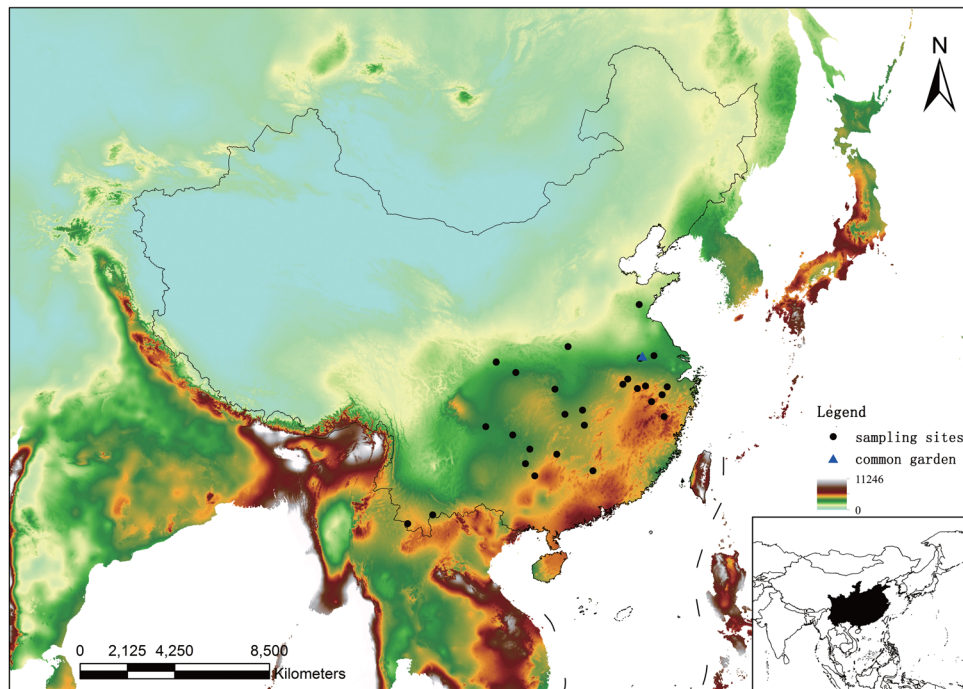 N
Legend
sampling sites
common garden
11246
0
0 2,125 4,250 8,500
Kilometers